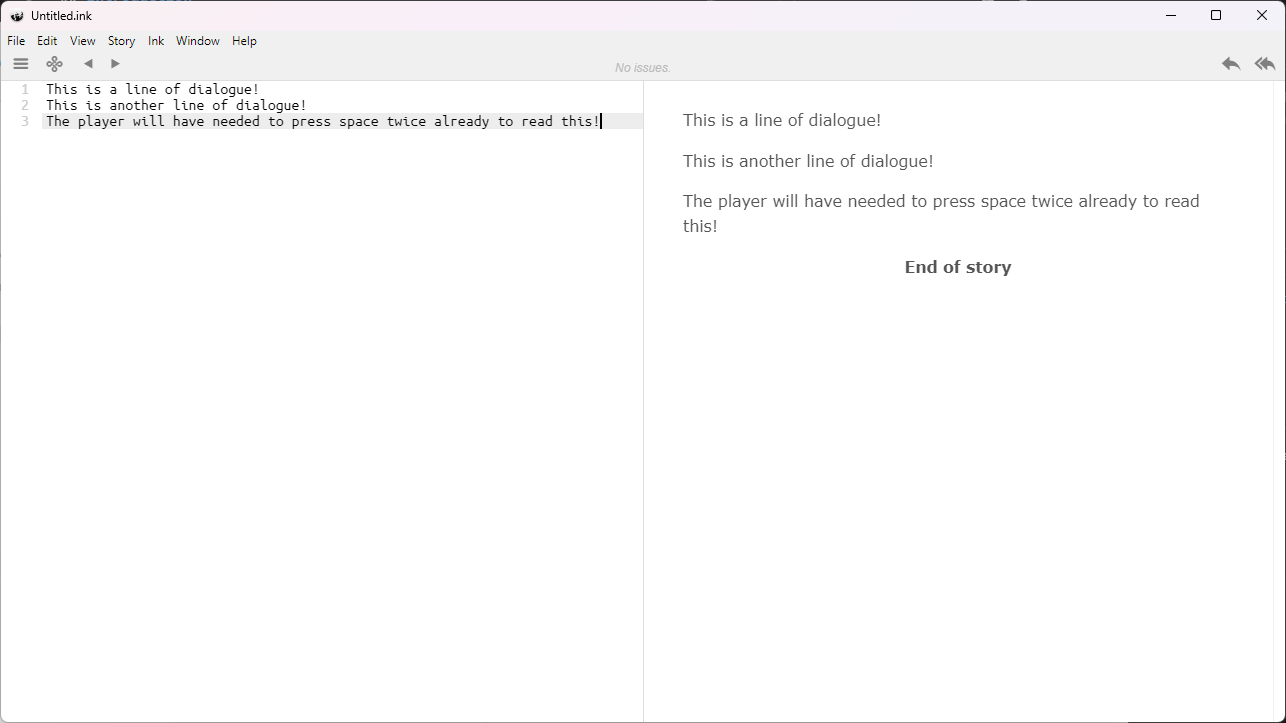 Untitled.ink
File Edit View Story Ink Window Help
No issues.
1 This is a line of dialogue!
2 This is another line of dialogue!
3 The player will have needed to press space twice already to read this!
This is a line of dialogue!
This is another line of dialogue!
The player will have needed to press space twice already to read
this!
End of story